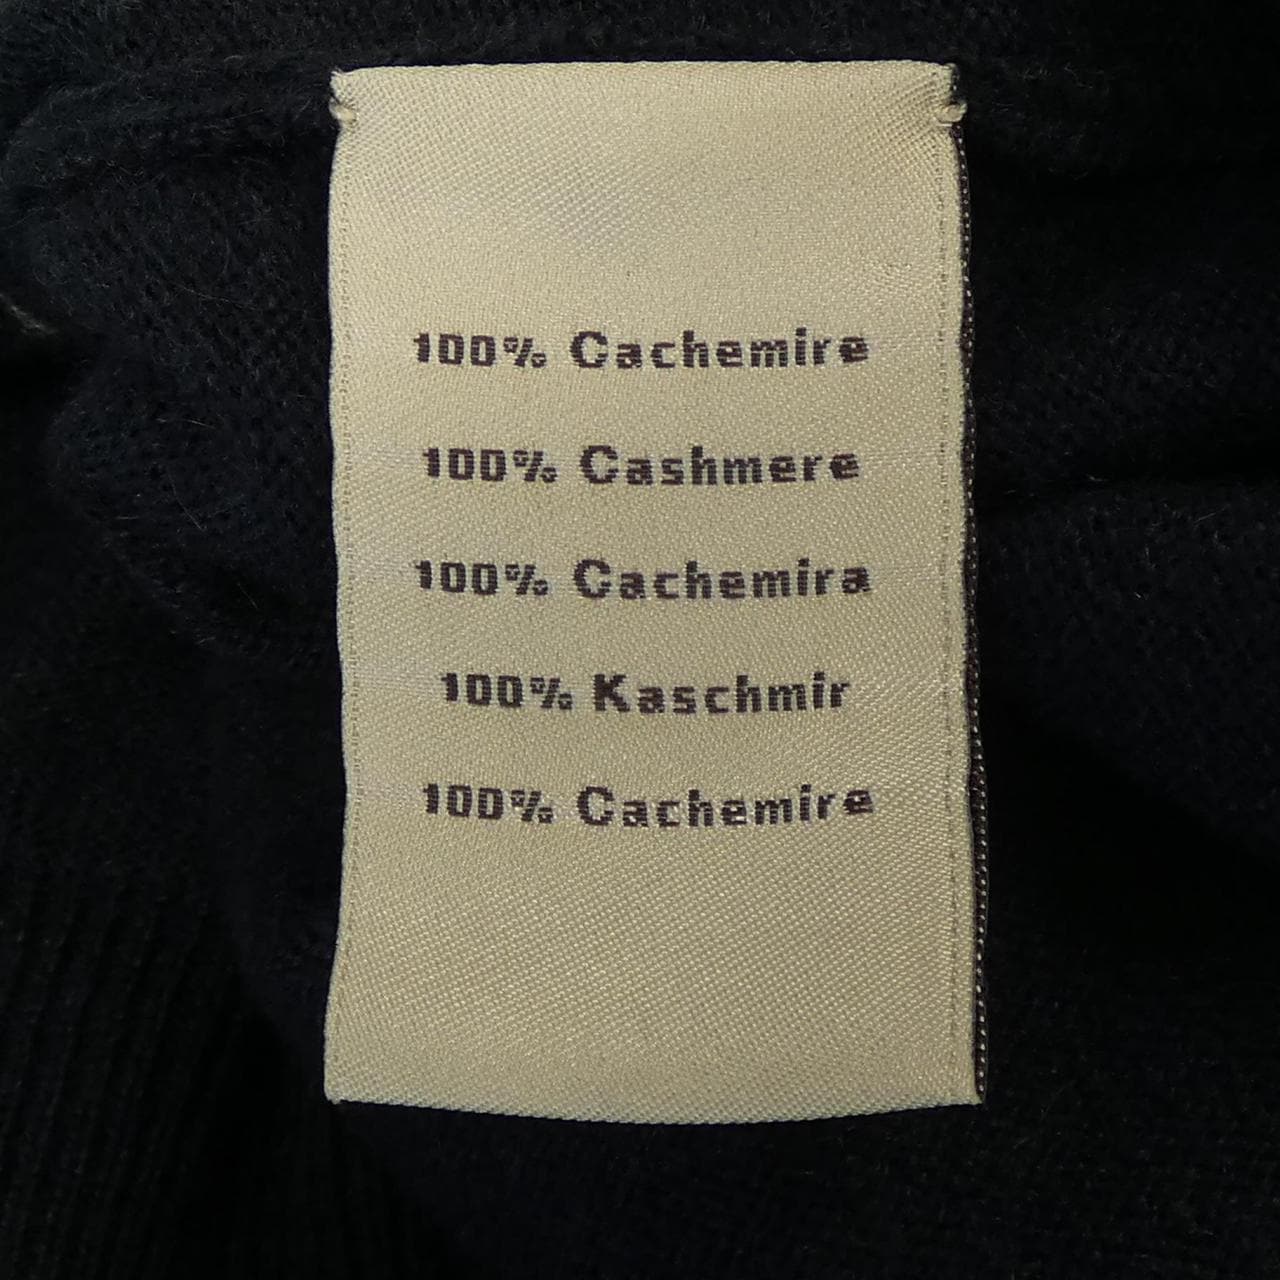 100% Cachemire
100% Cashmere
100% Cachemira
100% Kaschmir
100% Cachemire